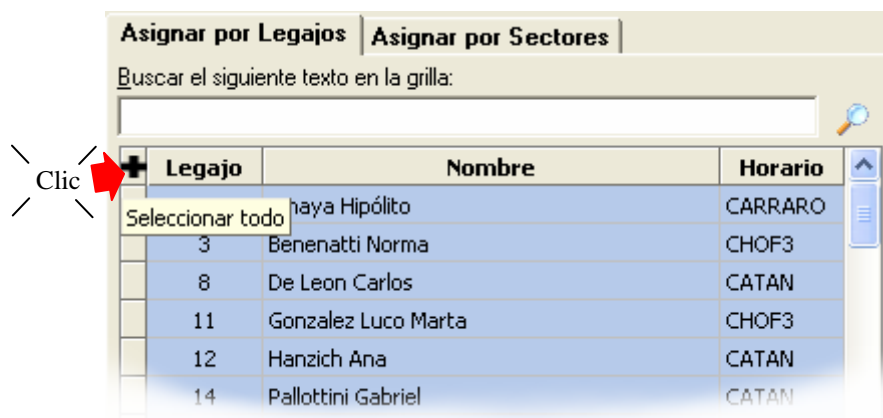 Asignar por Legajos Asignar por Sectores
Buscar el siguiente texto en la grilla:
Clic
Legajo Nombre Horario
Seleccionar todo haya Hipólito CARRARO
3 Benenatti Norma CHOF3
8 De Leon Carlos CATAN
11 Gonzalez Luco Marta CHOF3
12 Hanzich Ana CATAN
14 Pallottini Gabriel CATAN